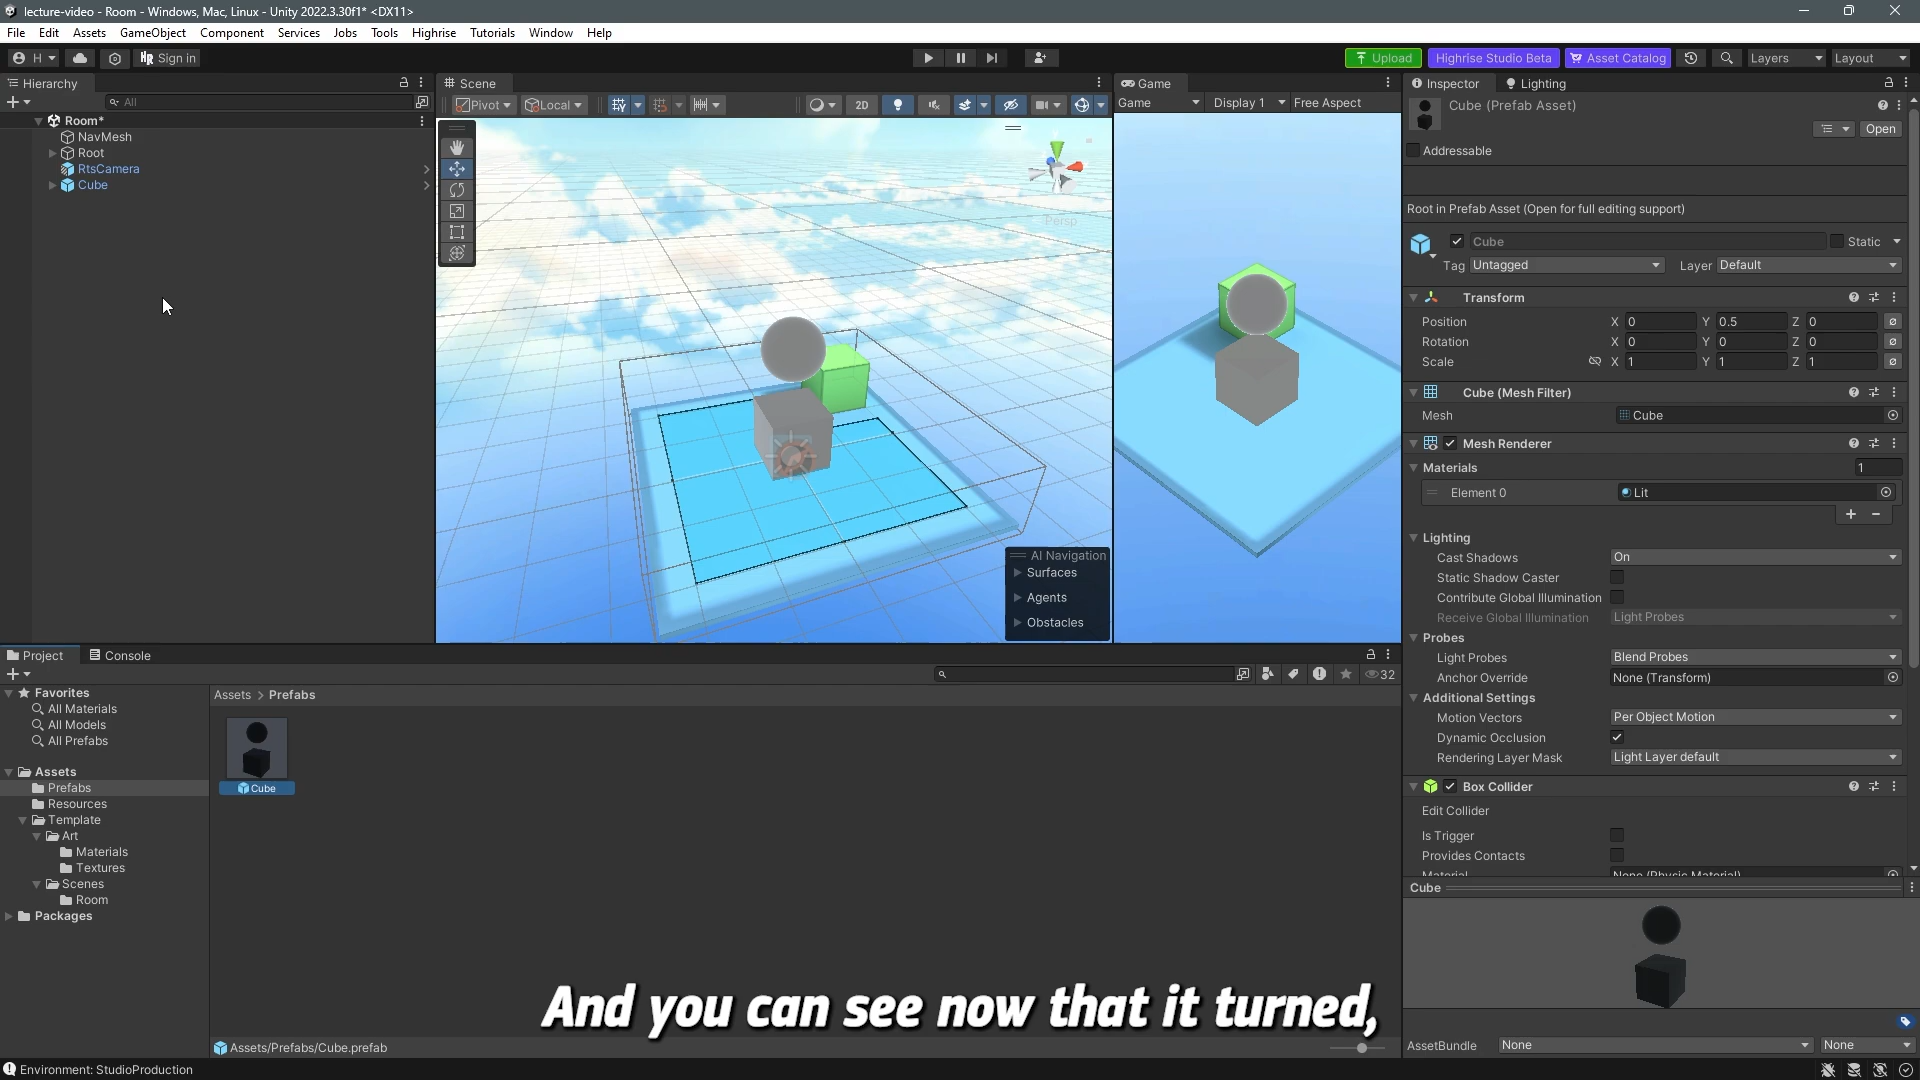 lecture-video - Room - Windows, Mac, Linux - Unity 2022.3.30f1* <DX11>
File Edit Assets GameObject Component Services Jobs Tools Highrise Tutorials Window Help
H Sign in Upload Highrise Studio Beta Asset Catalog Layers Layout
Hierarchy
All
Room*
NavMesh
Root
RtsCamera
Cube
Scene
Pivot Local 2D
Persp
AI Navigation
Surfaces
Agents
Obstacles
Game
Game Display 1 Free Aspect
Inspector Lighting
Cube (Prefab Asset)
Open
Addressable
Root in Prefab Asset (Open for full editing support)
Cube Static
Tag Untagged Layer Default
Transform
Position X 0 Y 0.5 Z 0
Rotation X 0 Y 0 Z 0
Scale X 1 Y 1 Z 1
Cube (Mesh Filter)
Mesh Cube
Mesh Renderer
Materials 1
Element 0 Lit
Lighting
Cast Shadows On
Static Shadow Caster
Contribute Global Illumination
Receive Global Illumination Light Probes
Probes
Light Probes Blend Probes
Anchor Override None (Transform)
Additional Settings
Motion Vectors Per Object Motion
Dynamic Occlusion
Rendering Layer Mask Light Layer default
Box Collider
Edit Collider
Is Trigger
Provides Contacts
Material None (Physic Material)
Cube
AssetBundle None None
Project Console
32
Favorites
All Materials
All Models
All Prefabs
Assets
Prefabs
Resources
Template
Art
Materials
Textures
Scenes
Room
Packages
Assets > Prefabs
Cube
And you can see now that it turned,
Assets/Prefabs/Cube.prefab
Environment: StudioProduction